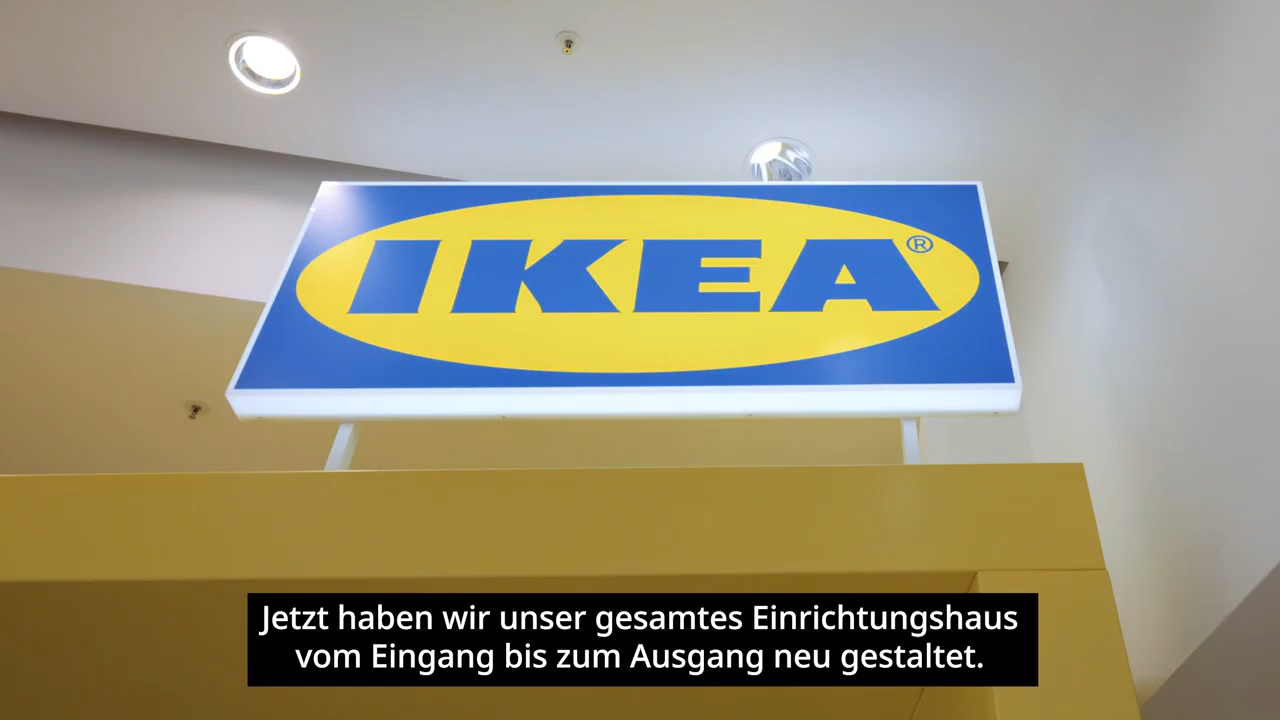 IKEA®
Jetzt haben wir unser gesamtes Einrichtungshaus
vom Eingang bis zum Ausgang neu gestaltet.